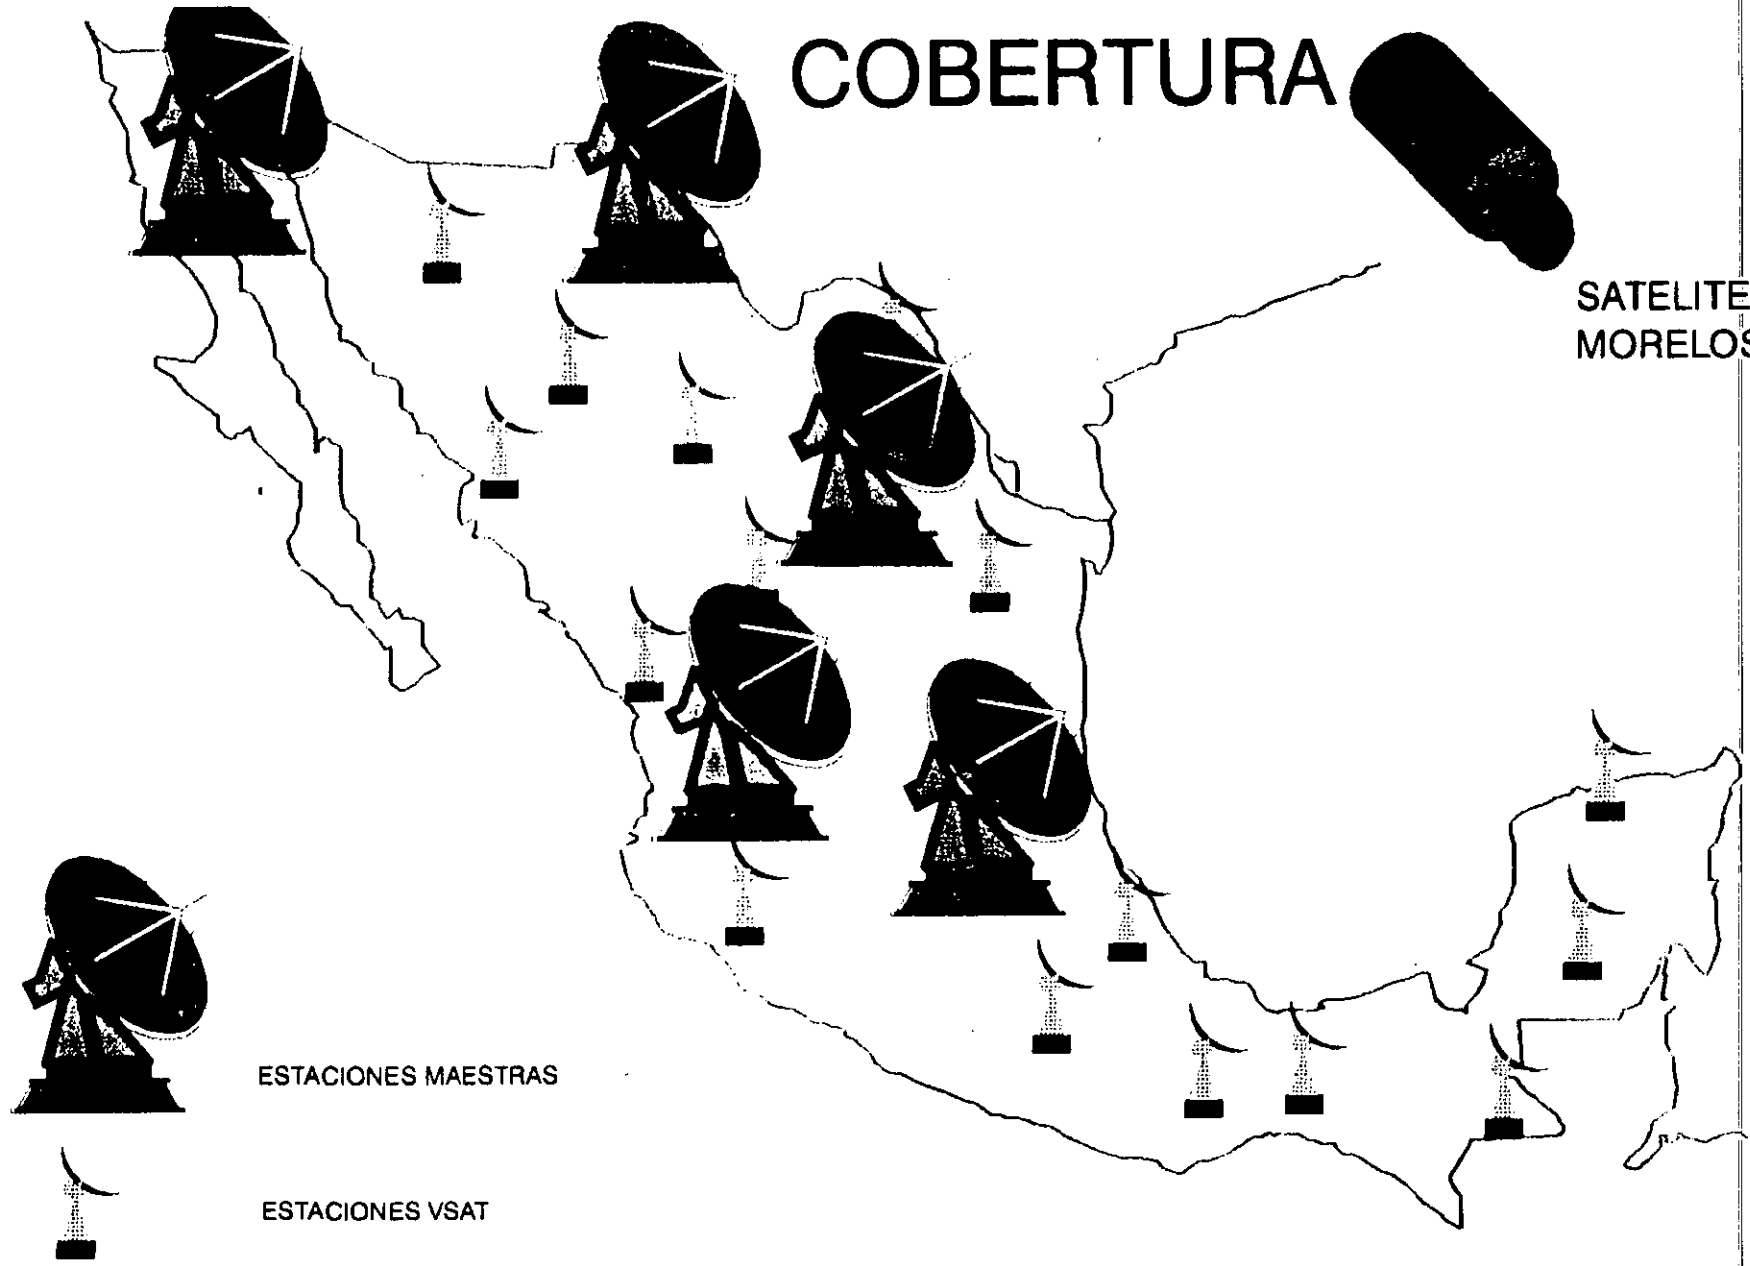 COBERTURA
SATELITE
MORELOS
ESTACIONES MAESTRAS
ESTACIONES VSAT